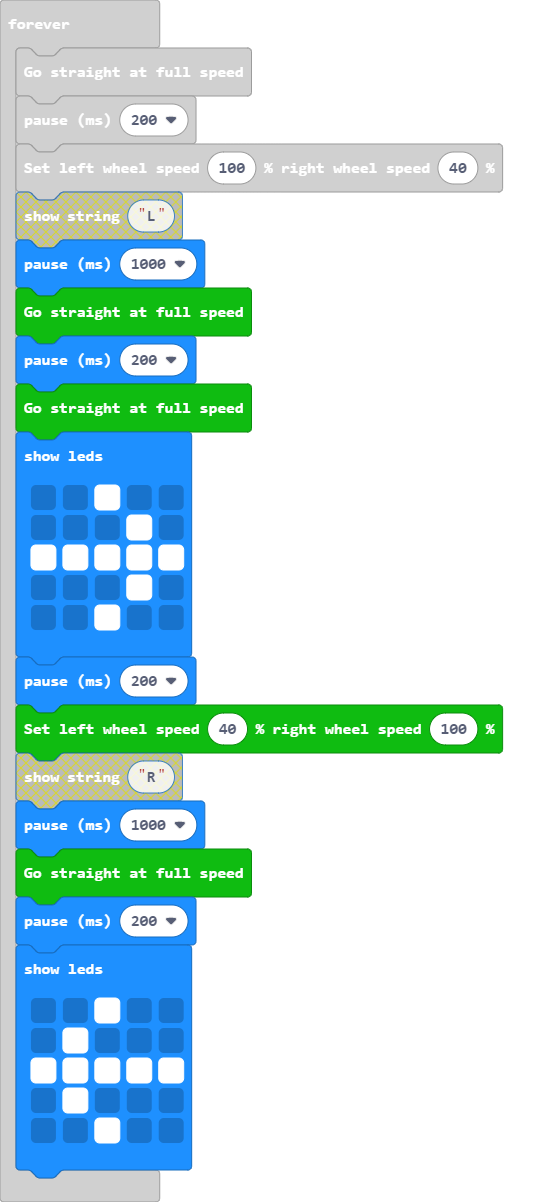 forever
Go straight at full speed
pause (ms) 200
Set left wheel speed 100 % right wheel speed 40 %
show string "L"
pause (ms) 1000
Go straight at full speed
pause (ms) 200
Go straight at full speed
show leds
pause (ms) 200
Set left wheel speed 40 % right wheel speed 100 %
show string "R"
pause (ms) 1000
Go straight at full speed
pause (ms) 200
show leds